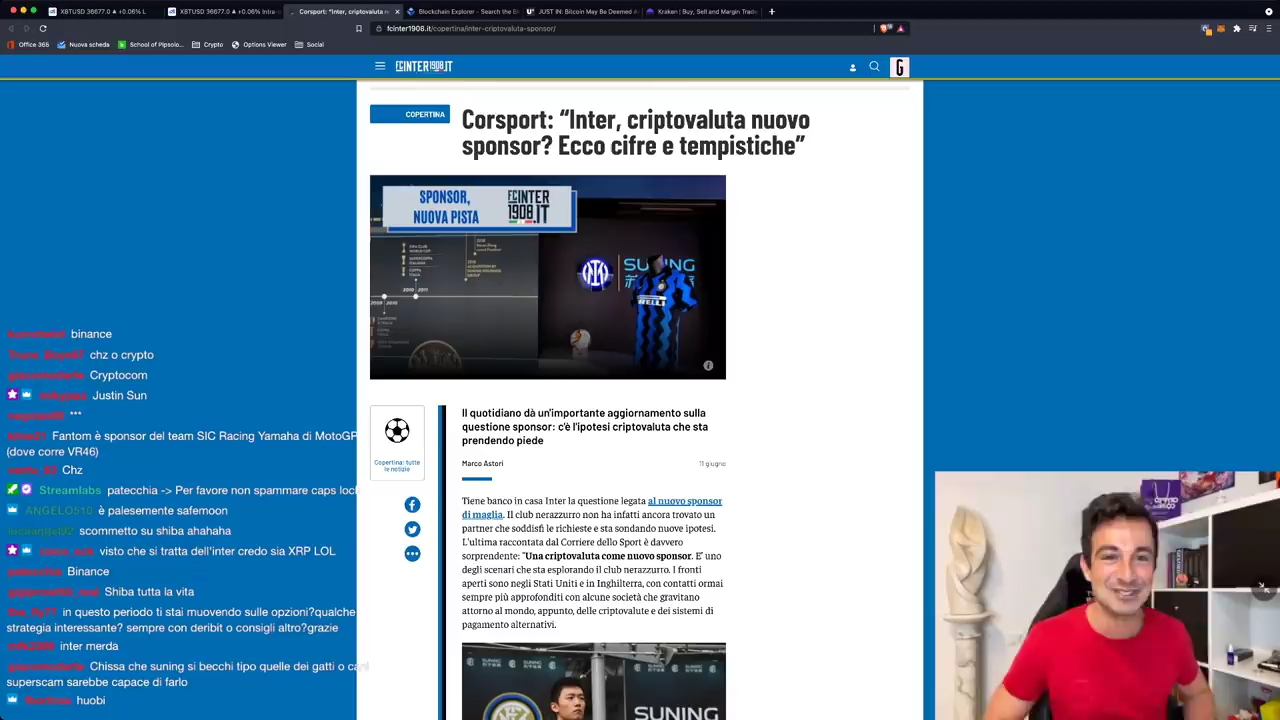 XBTUSD 36677.0 ▲ +0.06% L
XBTUSD 36677.0 ▲ +0.06% Intra-
Corsport: “Inter, criptovaluta n
Blockchain Explorer - Search the B
JUST IN: Bitcoin May Be Deemed
Kraken | Buy, Sell and Margin Trade
fcinter1908.it/copertina/inter-criptovaluta-sponsor/
Office 365
Nuova scheda
School of Pipsolo...
Crypto
Options Viewer
Social
FCINTER1908.IT
G
COPERTINA
Corsport: “Inter, criptovaluta nuovo
sponsor? Ecco cifre e tempistiche”
SPONSOR,
NUOVA PISTA
FCINTER
1908.IT
SUNING
Il quotidiano dà un'importante aggiornamento sulla
questione sponsor: c'è l'ipotesi criptovaluta che sta
prendendo piede
Copertina: tutte
le notizie
Marco Astori
11 giugno
Tiene banco in casa Inter la questione legata al nuovo sponsor
di maglia. Il club nerazzurro non ha infatti ancora trovato un
partner che soddisfi le richieste e sta sondando nuove ipotesi.
L'ultima raccontata dal Corriere dello Sport è davvero
sorprendente: "Una criptovaluta come nuovo sponsor. E' uno
degli scenari che sta esplorando il club nerazzurro. I fronti
aperti sono negli Stati Uniti e in Inghilterra, con contatti ormai
sempre più approfonditi con alcune società che gravitano
attorno al mondo, appunto, delle criptovalute e dei sistemi di
pagamento alternativi.
SUNING
binance
chz o crypto
Cryptocom
Justin Sun
***
Fantom è sponsor del team SIC Racing Yamaha di MotoGP
(dove corre VR46)
Chz
Streamlabs patecchia -> Per favore non spammare caps lock
ANGELO510 è palesemente safemoon
scommetto su shiba ahahaha
visto che si tratta dell'inter credo sia XRP LOL
Binance
Shiba tutta la vita
in questo periodo ti stai muovendo sulle opzioni?qualche
strategia interessante? sempre con deribit o consigli altro?grazie
inter merda
Chissa che suning si becchi tipo quelle dei gatti o cani
superscam sarebbe capace di farlo
huobi